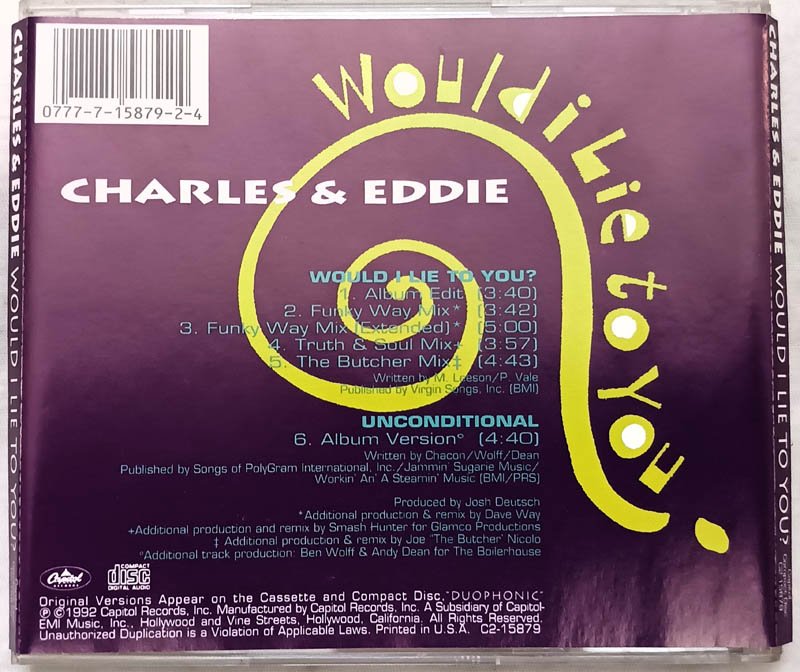 0777-7-15879-2-4
Would i Lie to You
CHARLES & EDDIE
WOULD I LIE TO YOU?
1. Album Edit (3:40)
2. Funky Way Mix* (3:42)
3. Funky Way Mix (Extended)* (5:00)
4. Truth & Soul Mix+ (3:57)
5. The Butcher Mix‡ (4:43)
Written by M. Leeson/P. Vale
Published by Virgin Songs, Inc. (BMI)
UNCONDITIONAL
6. Album Version° (4:40)
Written by Chacon/Wolff/Dean
Published by Songs of PolyGram International, Inc./Jammin' Sugarie Music/
Workin' An' A Steamin' Music (BMI/PRS)
Produced by Josh Deutsch
*Additional production & remix by Dave Way
+Additional production and remix by Smash Hunter for Glamco Productions
‡ Additional production & remix by Joe "The Butcher" Nicolo
°Additional track production: Ben Wolff & Andy Dean for The Boilerhouse
Capitol
COMPACT
disc
DIGITAL AUDIO
Original Versions Appear on the Cassette and Compact Disc, "DUOPHONIC"
℗ ©1992 Capitol Records, Inc. Manufactured by Capitol Records, Inc. A Subsidiary of Capitol-
EMI Music, Inc., Hollywood and Vine Streets, Hollywood, California. All Rights Reserved.
Unauthorized Duplication is a Violation of Applicable Laws. Printed in U.S.A. C2-15879
CHARLES & EDDIE WOULD I LIE TO YOU?
CHARLES & EDDIE WOULD I LIE TO YOU?